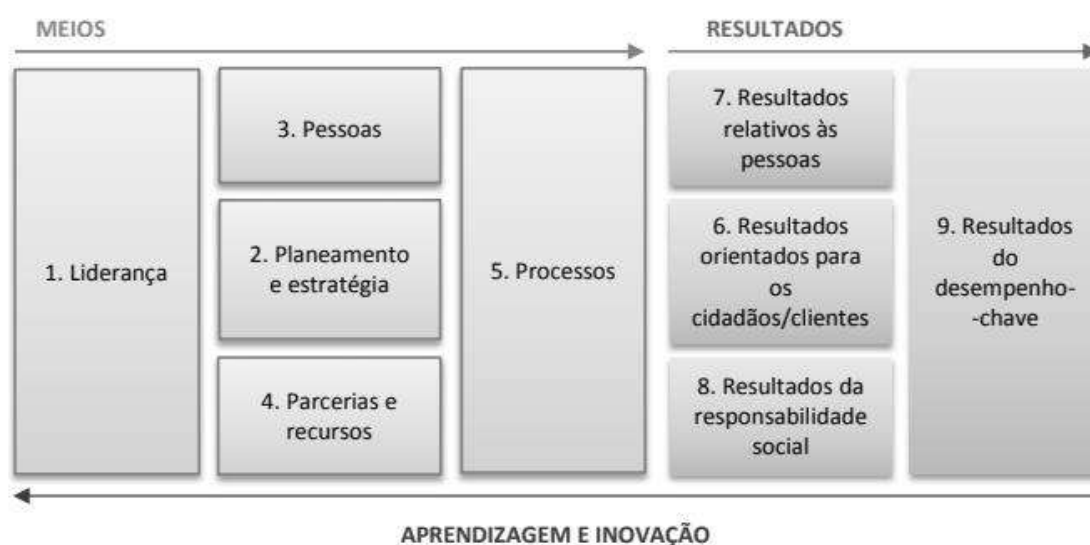 MEIOS
RESULTADOS
1. Liderança
3. Pessoas
2. Planeamento
e estratégia
4. Parcerias e
recursos
5. Processos
7. Resultados
relativos às
pessoas
6. Resultados
orientados para
os
cidadãos/clientes
8. Resultados da
responsabilidade
social
9. Resultados
do
desempenho-
-chave
APRENDIZAGEM E INOVAÇÃO